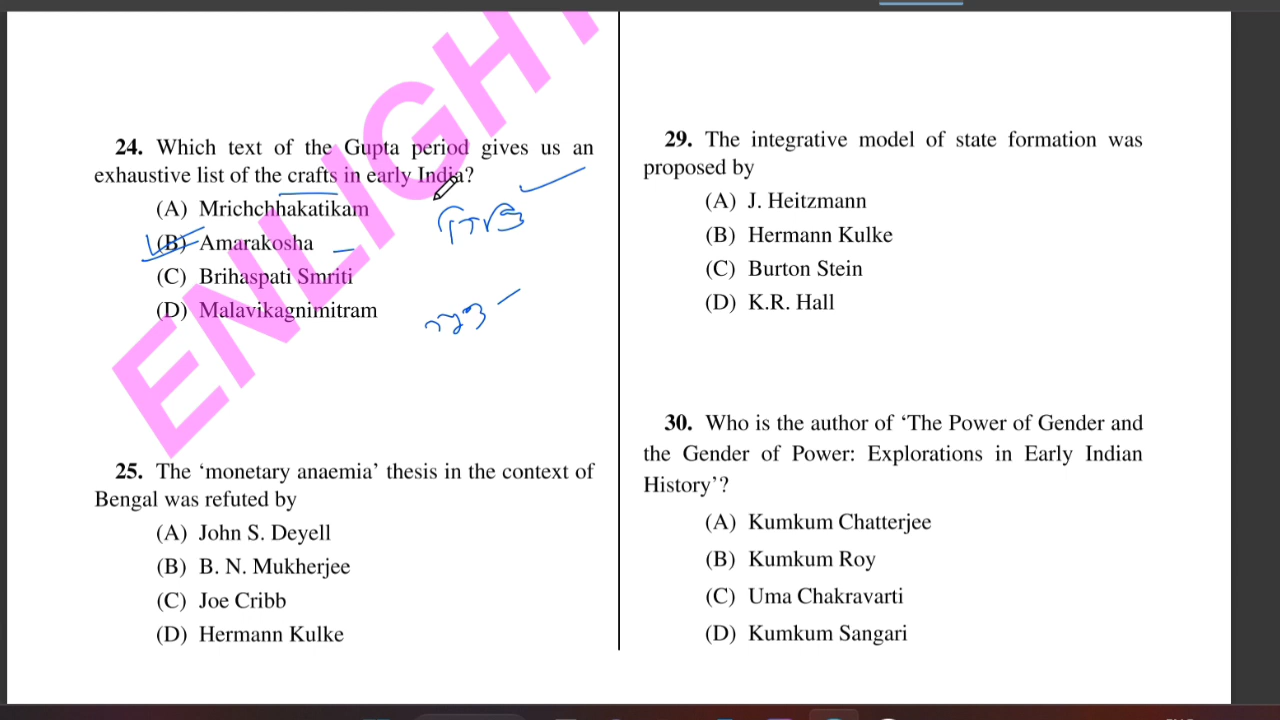 24. Which text of the Gupta period gives us an
exhaustive list of the crafts in early India?
(A) Mrichchhakatikam
(B) Amarakosha
(C) Brihaspati Smriti
(D) Malavikagnimitram
25. The ‘monetary anaemia’ thesis in the context of
Bengal was refuted by
(A) John S. Deyell
(B) B. N. Mukherjee
(C) Joe Cribb
(D) Hermann Kulke
29. The integrative model of state formation was
proposed by
(A) J. Heitzmann
(B) Hermann Kulke
(C) Burton Stein
(D) K.R. Hall
30. Who is the author of ‘The Power of Gender and
the Gender of Power: Explorations in Early Indian
History’?
(A) Kumkum Chatterjee
(B) Kumkum Roy
(C) Uma Chakravarti
(D) Kumkum Sangari
ENLIGHT